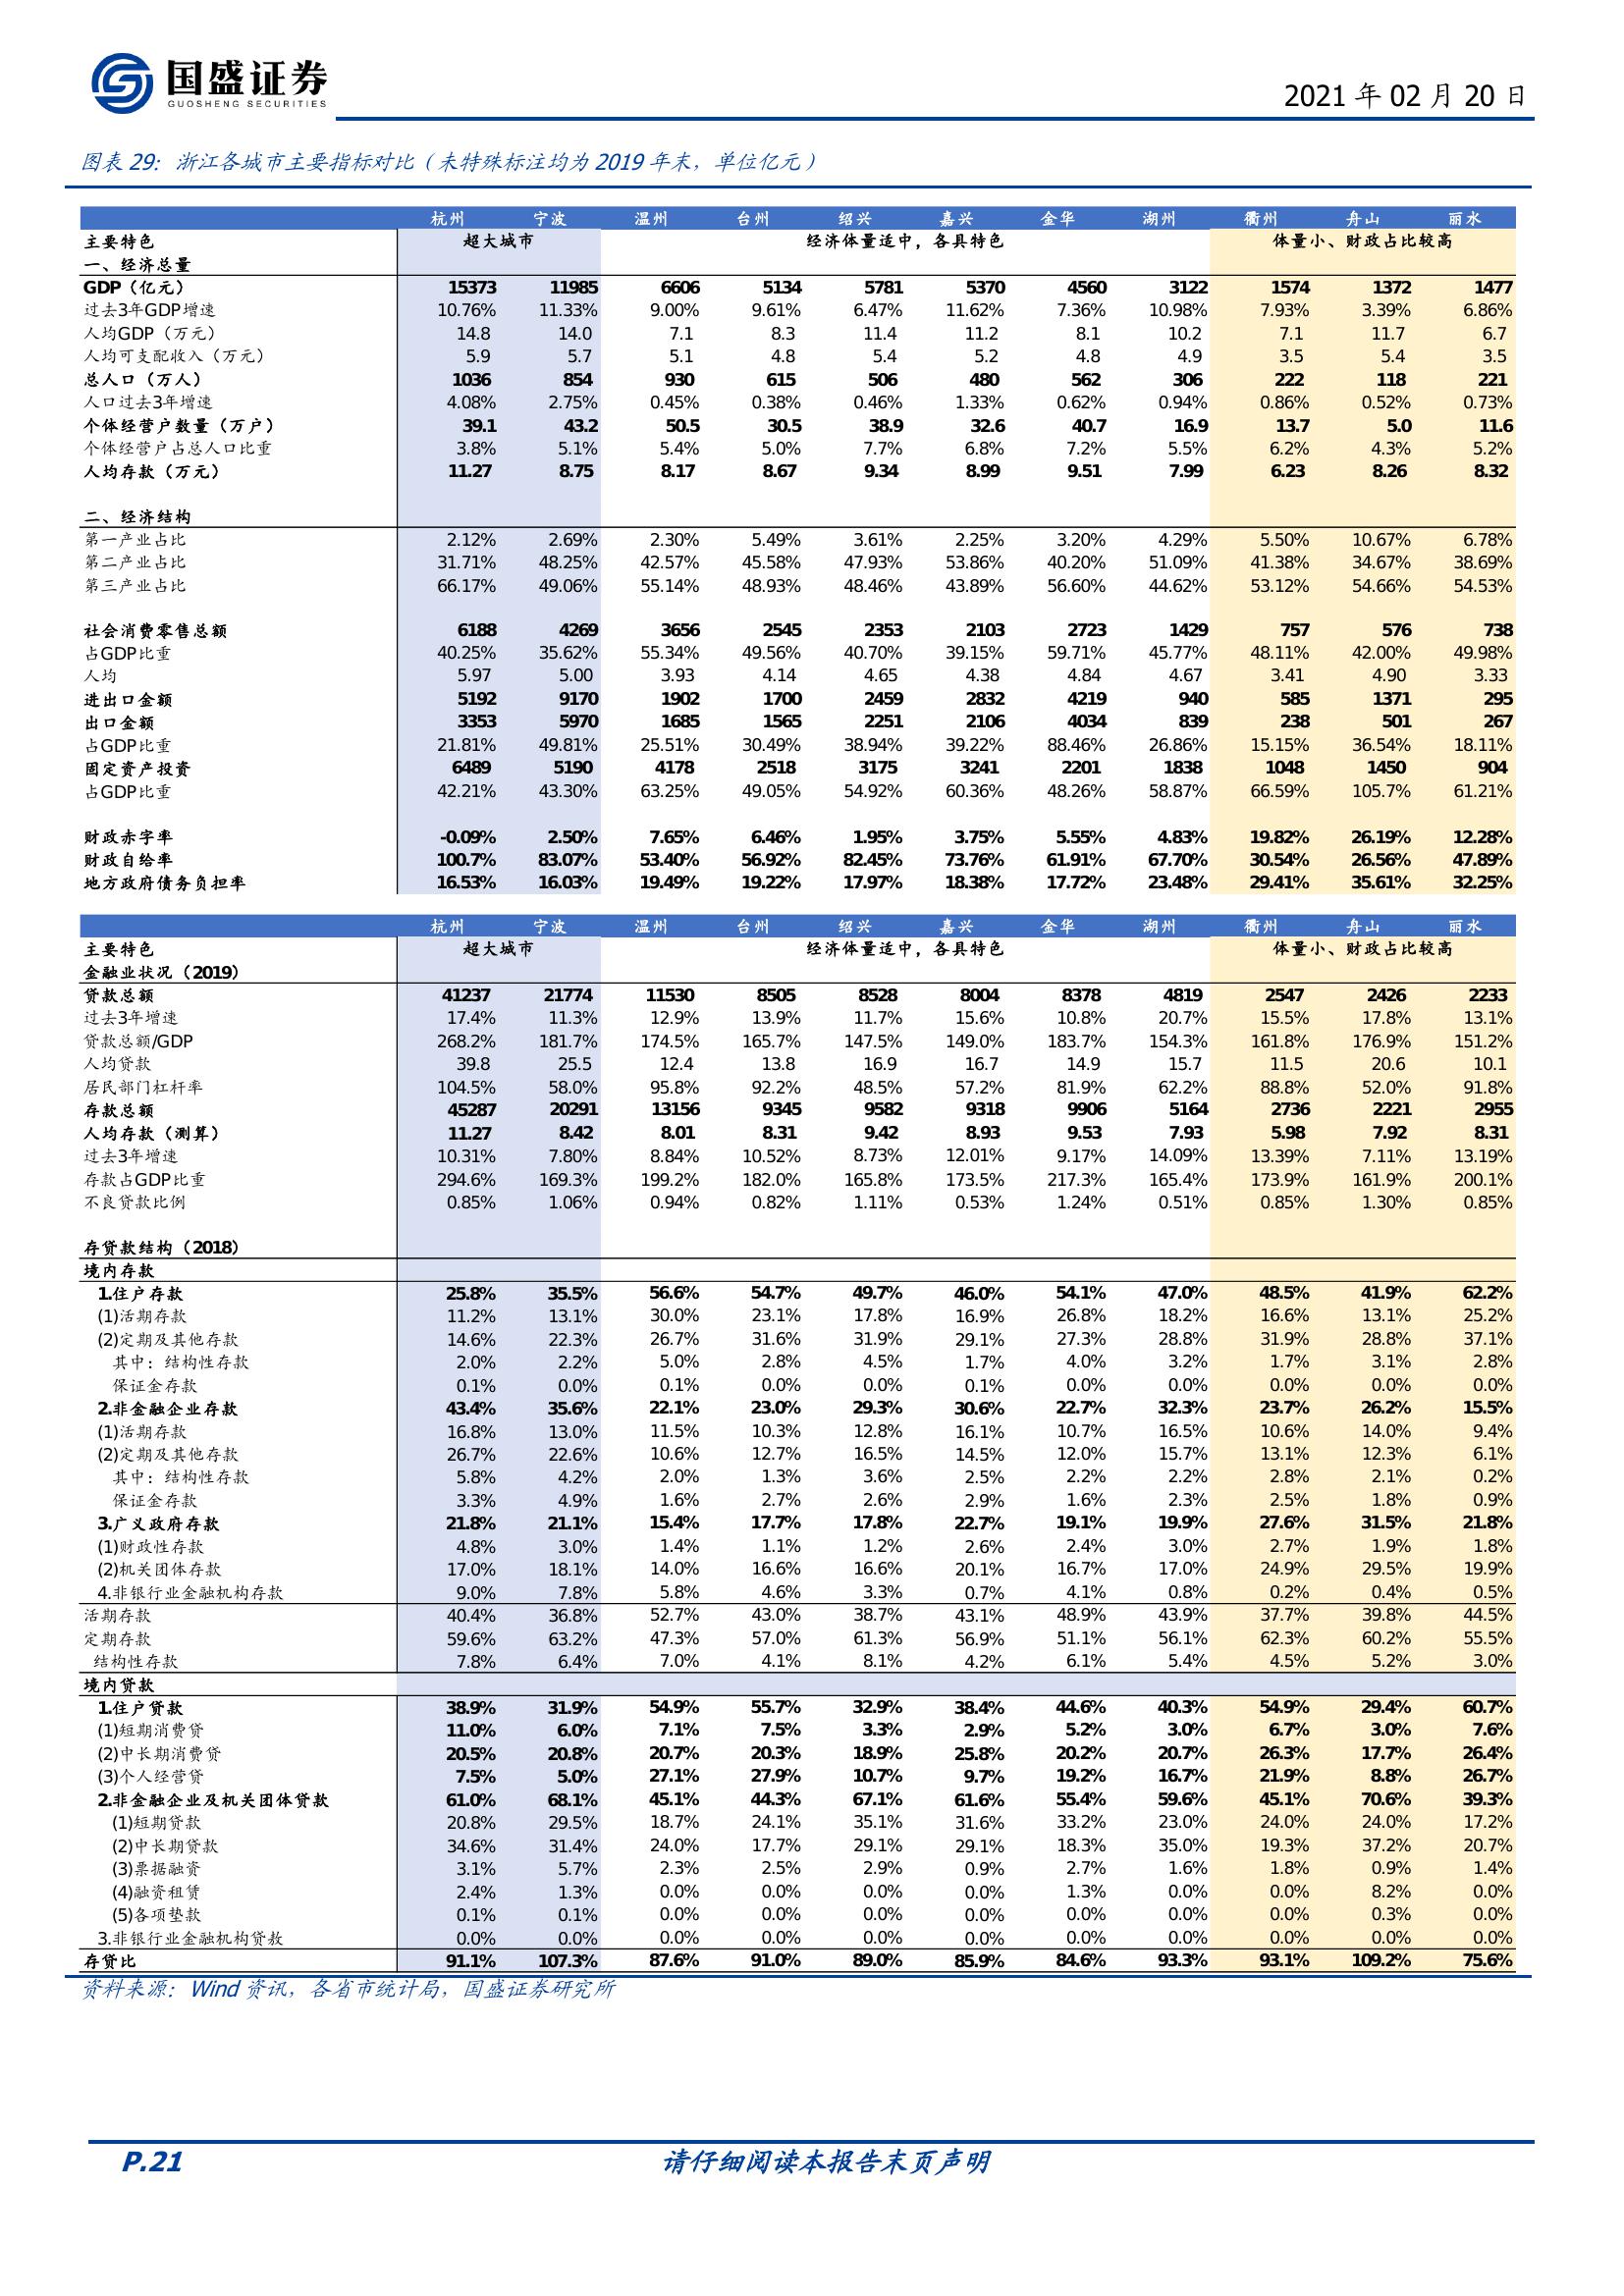 国盛证券
GUOSHENG SECURITIES
2021 年 02 月 20 日
图表 29：浙江各城市主要指标对比（未特殊标注均为 2019 年末，单位亿元）
杭州 宁波 温州 台州 绍兴 嘉兴 金华 湖州 衢州 舟山 丽水
主要特色 超大城市 经济体量适中，各具特色 体量小、财政占比较高
一、经济总量
GDP（亿元） 15373 11985 6606 5134 5781 5370 4560 3122 1574 1372 1477
过去3年GDP增速 10.76% 11.33% 9.00% 9.61% 6.47% 11.62% 7.36% 10.98% 7.93% 3.39% 6.86%
人均GDP（万元） 14.8 14.0 7.1 8.3 11.4 11.2 8.1 10.2 7.1 11.7 6.7
人均可支配收入（万元） 5.9 5.7 5.1 4.8 5.4 5.2 4.8 4.9 3.5 5.4 3.5
总人口（万人） 1036 854 930 615 506 480 562 306 222 118 221
人口过去3年增速 4.08% 2.75% 0.45% 0.38% 0.46% 1.33% 0.62% 0.94% 0.86% 0.52% 0.73%
个体经营户数量（万户） 39.1 43.2 50.5 30.5 38.9 32.6 40.7 16.9 13.7 5.0 11.6
个体经营户占总人口比重 3.8% 5.1% 5.4% 5.0% 7.7% 6.8% 7.2% 5.5% 6.2% 4.3% 5.2%
人均存款（万元） 11.27 8.75 8.17 8.67 9.34 8.99 9.51 7.99 6.23 8.26 8.32
二、经济结构
第一产业占比 2.12% 2.69% 2.30% 5.49% 3.61% 2.25% 3.20% 4.29% 5.50% 10.67% 6.78%
第二产业占比 31.71% 48.25% 42.57% 45.58% 47.93% 53.86% 40.20% 51.09% 41.38% 34.67% 38.69%
第三产业占比 66.17% 49.06% 55.14% 48.93% 48.46% 43.89% 56.60% 44.62% 53.12% 54.66% 54.53%
社会消费零售总额 6188 4269 3656 2545 2353 2103 2723 1429 757 576 738
占GDP比重 40.25% 35.62% 55.34% 49.56% 40.70% 39.15% 59.71% 45.77% 48.11% 42.00% 49.98%
人均 5.97 5.00 3.93 4.14 4.65 4.38 4.84 4.67 3.41 4.90 3.33
进出口金额 5192 9170 1902 1700 2459 2832 4219 940 585 1371 295
出口金额 3353 5970 1685 1565 2251 2106 4034 839 238 501 267
占GDP比重 21.81% 49.81% 25.51% 30.49% 38.94% 39.22% 88.46% 26.86% 15.15% 36.54% 18.11%
固定资产投资 6489 5190 4178 2518 3175 3241 2201 1838 1048 1450 904
占GDP比重 42.21% 43.30% 63.25% 49.05% 54.92% 60.36% 48.26% 58.87% 66.59% 105.7% 61.21%
财政赤字率 -0.09% 2.50% 7.65% 6.46% 1.95% 3.75% 5.55% 4.83% 19.82% 26.19% 12.28%
财政自给率 100.7% 83.07% 53.40% 56.92% 82.45% 73.76% 61.91% 67.70% 30.54% 26.56% 47.89%
地方政府债务负担率 16.53% 16.03% 19.49% 19.22% 17.97% 18.38% 17.72% 23.48% 29.41% 35.61% 32.25%
杭州 宁波 温州 台州 绍兴 嘉兴 金华 湖州 衢州 舟山 丽水
主要特色 超大城市 经济体量适中，各具特色 体量小、财政占比较高
金融业状况（2019）
贷款总额 41237 21774 11530 8505 8528 8004 8378 4819 2547 2426 2233
过去3年增速 17.4% 11.3% 12.9% 13.9% 11.7% 15.6% 10.8% 20.7% 15.5% 17.8% 13.1%
贷款总额/GDP 268.2% 181.7% 174.5% 165.7% 147.5% 149.0% 183.7% 154.3% 161.8% 176.9% 151.2%
人均贷款 39.8 25.5 12.4 13.8 16.9 16.7 14.9 15.7 11.5 20.6 10.1
居民部门杠杆率 104.5% 58.0% 95.8% 92.2% 48.5% 57.2% 81.9% 62.2% 88.8% 52.0% 91.8%
存款总额 45287 20291 13156 9345 9582 9318 9906 5164 2736 2221 2955
人均存款（测算） 11.27 8.42 8.01 8.31 9.42 8.93 9.53 7.93 5.98 7.92 8.31
过去3年增速 10.31% 7.80% 8.84% 10.52% 8.73% 12.01% 9.17% 14.09% 13.39% 7.11% 13.19%
存款占GDP比重 294.6% 169.3% 199.2% 182.0% 165.8% 173.5% 217.3% 165.4% 173.9% 161.9% 200.1%
不良贷款比例 0.85% 1.06% 0.94% 0.82% 1.11% 0.53% 1.24% 0.51% 0.85% 1.30% 0.85%
存贷款结构（2018）
境内存款
1.住户存款 25.8% 35.5% 56.6% 54.7% 49.7% 46.0% 54.1% 47.0% 48.5% 41.9% 62.2%
(1)活期存款 11.2% 13.1% 30.0% 23.1% 17.8% 16.9% 26.8% 18.2% 16.6% 13.1% 25.2%
(2)定期及其他存款 14.6% 22.3% 26.7% 31.6% 31.9% 29.1% 27.3% 28.8% 31.9% 28.8% 37.1%
其中：结构性存款 2.0% 2.2% 5.0% 2.8% 4.5% 1.7% 4.0% 3.2% 1.7% 3.1% 2.8%
保证金存款 0.1% 0.0% 0.1% 0.0% 0.0% 0.1% 0.0% 0.0% 0.0% 0.0% 0.0%
2.非金融企业存款 43.4% 35.6% 22.1% 23.0% 29.3% 30.6% 22.7% 32.3% 23.7% 26.2% 15.5%
(1)活期存款 16.8% 13.0% 11.5% 10.3% 12.8% 16.1% 10.7% 16.5% 10.6% 14.0% 9.4%
(2)定期及其他存款 26.7% 22.6% 10.6% 12.7% 16.5% 14.5% 12.0% 15.7% 13.1% 12.3% 6.1%
其中：结构性存款 5.8% 4.2% 2.0% 1.3% 3.6% 2.5% 2.2% 2.2% 2.8% 2.1% 0.2%
保证金存款 3.3% 4.9% 1.6% 2.7% 2.6% 2.9% 1.6% 2.3% 2.5% 1.8% 0.9%
3.广义政府存款 21.8% 21.1% 15.4% 17.7% 17.8% 22.7% 19.1% 19.9% 27.6% 31.5% 21.8%
(1)财政性存款 4.8% 3.0% 1.4% 1.1% 1.2% 2.6% 2.4% 3.0% 2.7% 1.9% 1.8%
(2)机关团体存款 17.0% 18.1% 14.0% 16.6% 16.6% 20.1% 16.7% 17.0% 24.9% 29.5% 19.9%
4.非银行业金融机构存款 9.0% 7.8% 5.8% 4.6% 3.3% 0.7% 4.1% 0.8% 0.2% 0.4% 0.5%
活期存款 40.4% 36.8% 52.7% 43.0% 38.7% 43.1% 48.9% 43.9% 37.7% 39.8% 44.5%
定期存款 59.6% 63.2% 47.3% 57.0% 61.3% 56.9% 51.1% 56.1% 62.3% 60.2% 55.5%
结构性存款 7.8% 6.4% 7.0% 4.1% 8.1% 4.2% 6.1% 5.4% 4.5% 5.2% 3.0%
境内贷款
1.住户贷款 38.9% 31.9% 54.9% 55.7% 32.9% 38.4% 44.6% 40.3% 54.9% 29.4% 60.7%
(1)短期消费贷 11.0% 6.0% 7.1% 7.5% 3.3% 2.9% 5.2% 3.0% 6.7% 3.0% 7.6%
(2)中长期消费贷 20.5% 20.8% 20.7% 20.3% 18.9% 25.8% 20.2% 20.7% 26.3% 17.7% 26.4%
(3)个人经营贷 7.5% 5.0% 27.1% 27.9% 10.7% 9.7% 19.2% 16.7% 21.9% 8.8% 26.7%
2.非金融企业及机关团体贷款 61.0% 68.1% 45.1% 44.3% 67.1% 61.6% 55.4% 59.6% 45.1% 70.6% 39.3%
(1)短期贷款 20.8% 29.5% 18.7% 24.1% 35.1% 31.6% 33.2% 23.0% 24.0% 24.0% 17.2%
(2)中长期贷款 34.6% 31.4% 24.0% 17.7% 29.1% 29.1% 18.3% 35.0% 19.3% 37.2% 20.7%
(3)票据融资 3.1% 5.7% 2.3% 2.5% 2.9% 0.9% 2.7% 1.6% 1.8% 0.9% 1.4%
(4)融资租赁 2.4% 1.3% 0.0% 0.0% 0.0% 0.0% 1.3% 0.0% 0.0% 8.2% 0.0%
(5)各项垫款 0.1% 0.1% 0.0% 0.0% 0.0% 0.0% 0.0% 0.0% 0.0% 0.3% 0.0%
3.非银行业金融机构贷款 0.0% 0.0% 0.0% 0.0% 0.0% 0.0% 0.0% 0.0% 0.0% 0.0% 0.0%
存贷比 91.1% 107.3% 87.6% 91.0% 89.0% 85.9% 84.6% 93.3% 93.1% 109.2% 75.6%
资料来源：Wind 资讯，各省市统计局，国盛证券研究所
P.21 请仔细阅读本报告末页声明